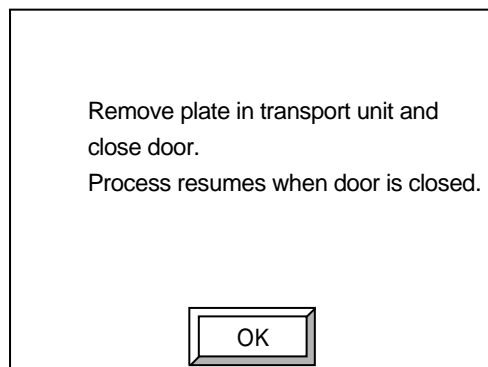 Remove plate in transport unit and
close door.
Process resumes when door is closed.
OK